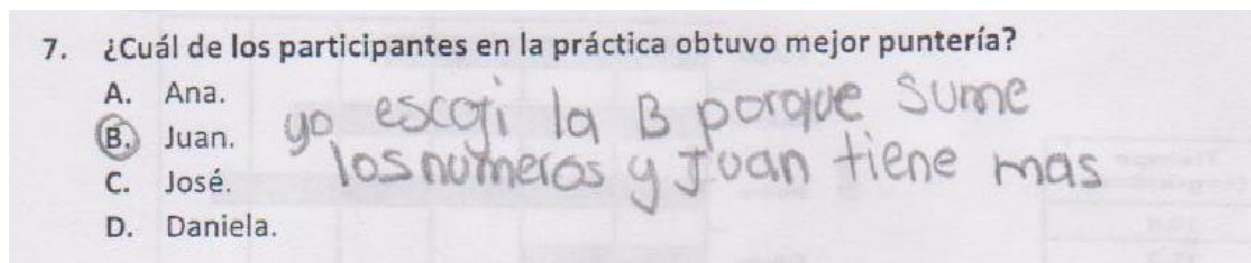 7. ¿Cuál de los participantes en la práctica obtuvo mejor puntería?
A. Ana.
B. Juan.
C. José.
D. Daniela.
yo escoji la B porque sume
los numeros y Juan tiene mas